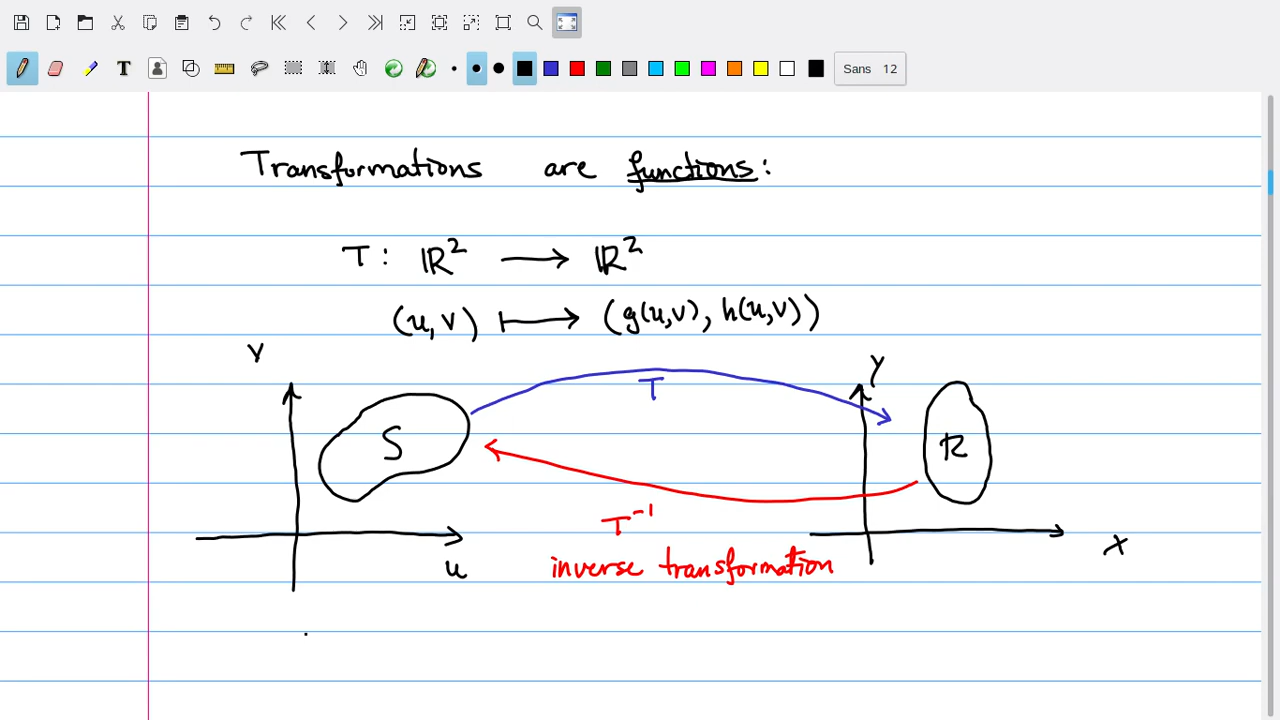 Sans 12
Transformations are functions:
T: ℝ² ⟶ ℝ²
(u,v) ⟼ (g(u,v), h(u,v))
v
y
T
S
R
T⁻¹
x
inverse transformation
u